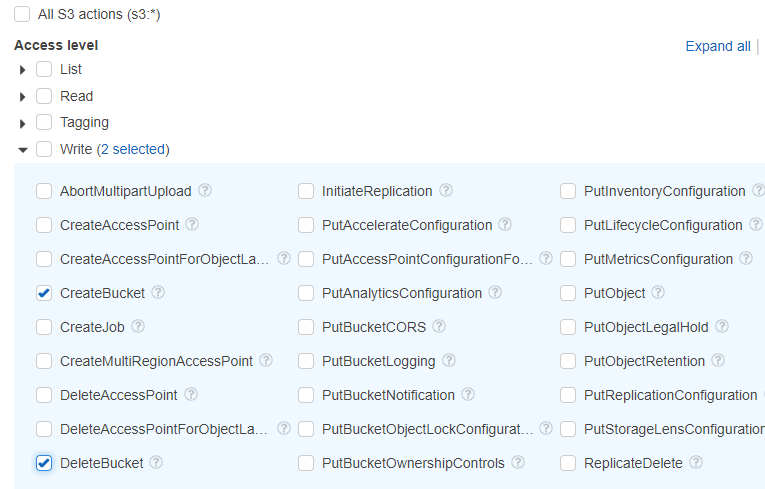 All S3 actions (s3:*)
Access level
Expand all
List
Read
Tagging
Write (2 selected)
AbortMultipartUpload ? InitiateReplication ? PutInventoryConfiguration ?
CreateAccessPoint ? PutAccelerateConfiguration ? PutLifecycleConfiguration ?
CreateAccessPointForObjectLa... ? PutAccessPointConfigurationFo... ? PutMetricsConfiguration ?
CreateBucket ? PutAnalyticsConfiguration ? PutObject ?
CreateJob ? PutBucketCORS ? PutObjectLegalHold ?
CreateMultiRegionAccessPoint ? PutBucketLogging ? PutObjectRetention ?
DeleteAccessPoint ? PutBucketNotification ? PutReplicationConfiguration
DeleteAccessPointForObjectLa... ? PutBucketObjectLockConfigurat... ? PutStorageLensConfiguration
DeleteBucket ? PutBucketOwnershipControls ? ReplicateDelete ?